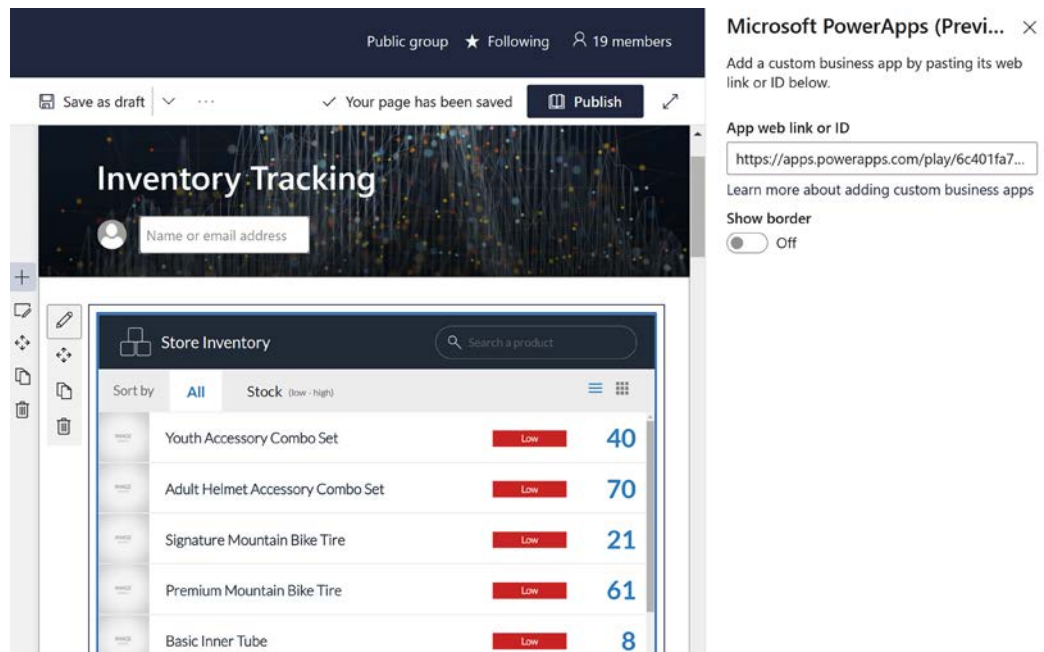 Public group ★ Following 19 members
Save as draft ··· ✓ Your page has been saved Publish
Inventory Tracking
Name or email address
Store Inventory Search a product
Sort by All Stock (low - high)
Youth Accessory Combo Set Low 40
Adult Helmet Accessory Combo Set Low 70
Signature Mountain Bike Tire Low 21
Premium Mountain Bike Tire Low 61
Basic Inner Tube Low 8
Microsoft PowerApps (Previ...
Add a custom business app by pasting its web
link or ID below.
App web link or ID
https://apps.powerapps.com/play/6c401fa7...
Learn more about adding custom business apps
Show border
Off